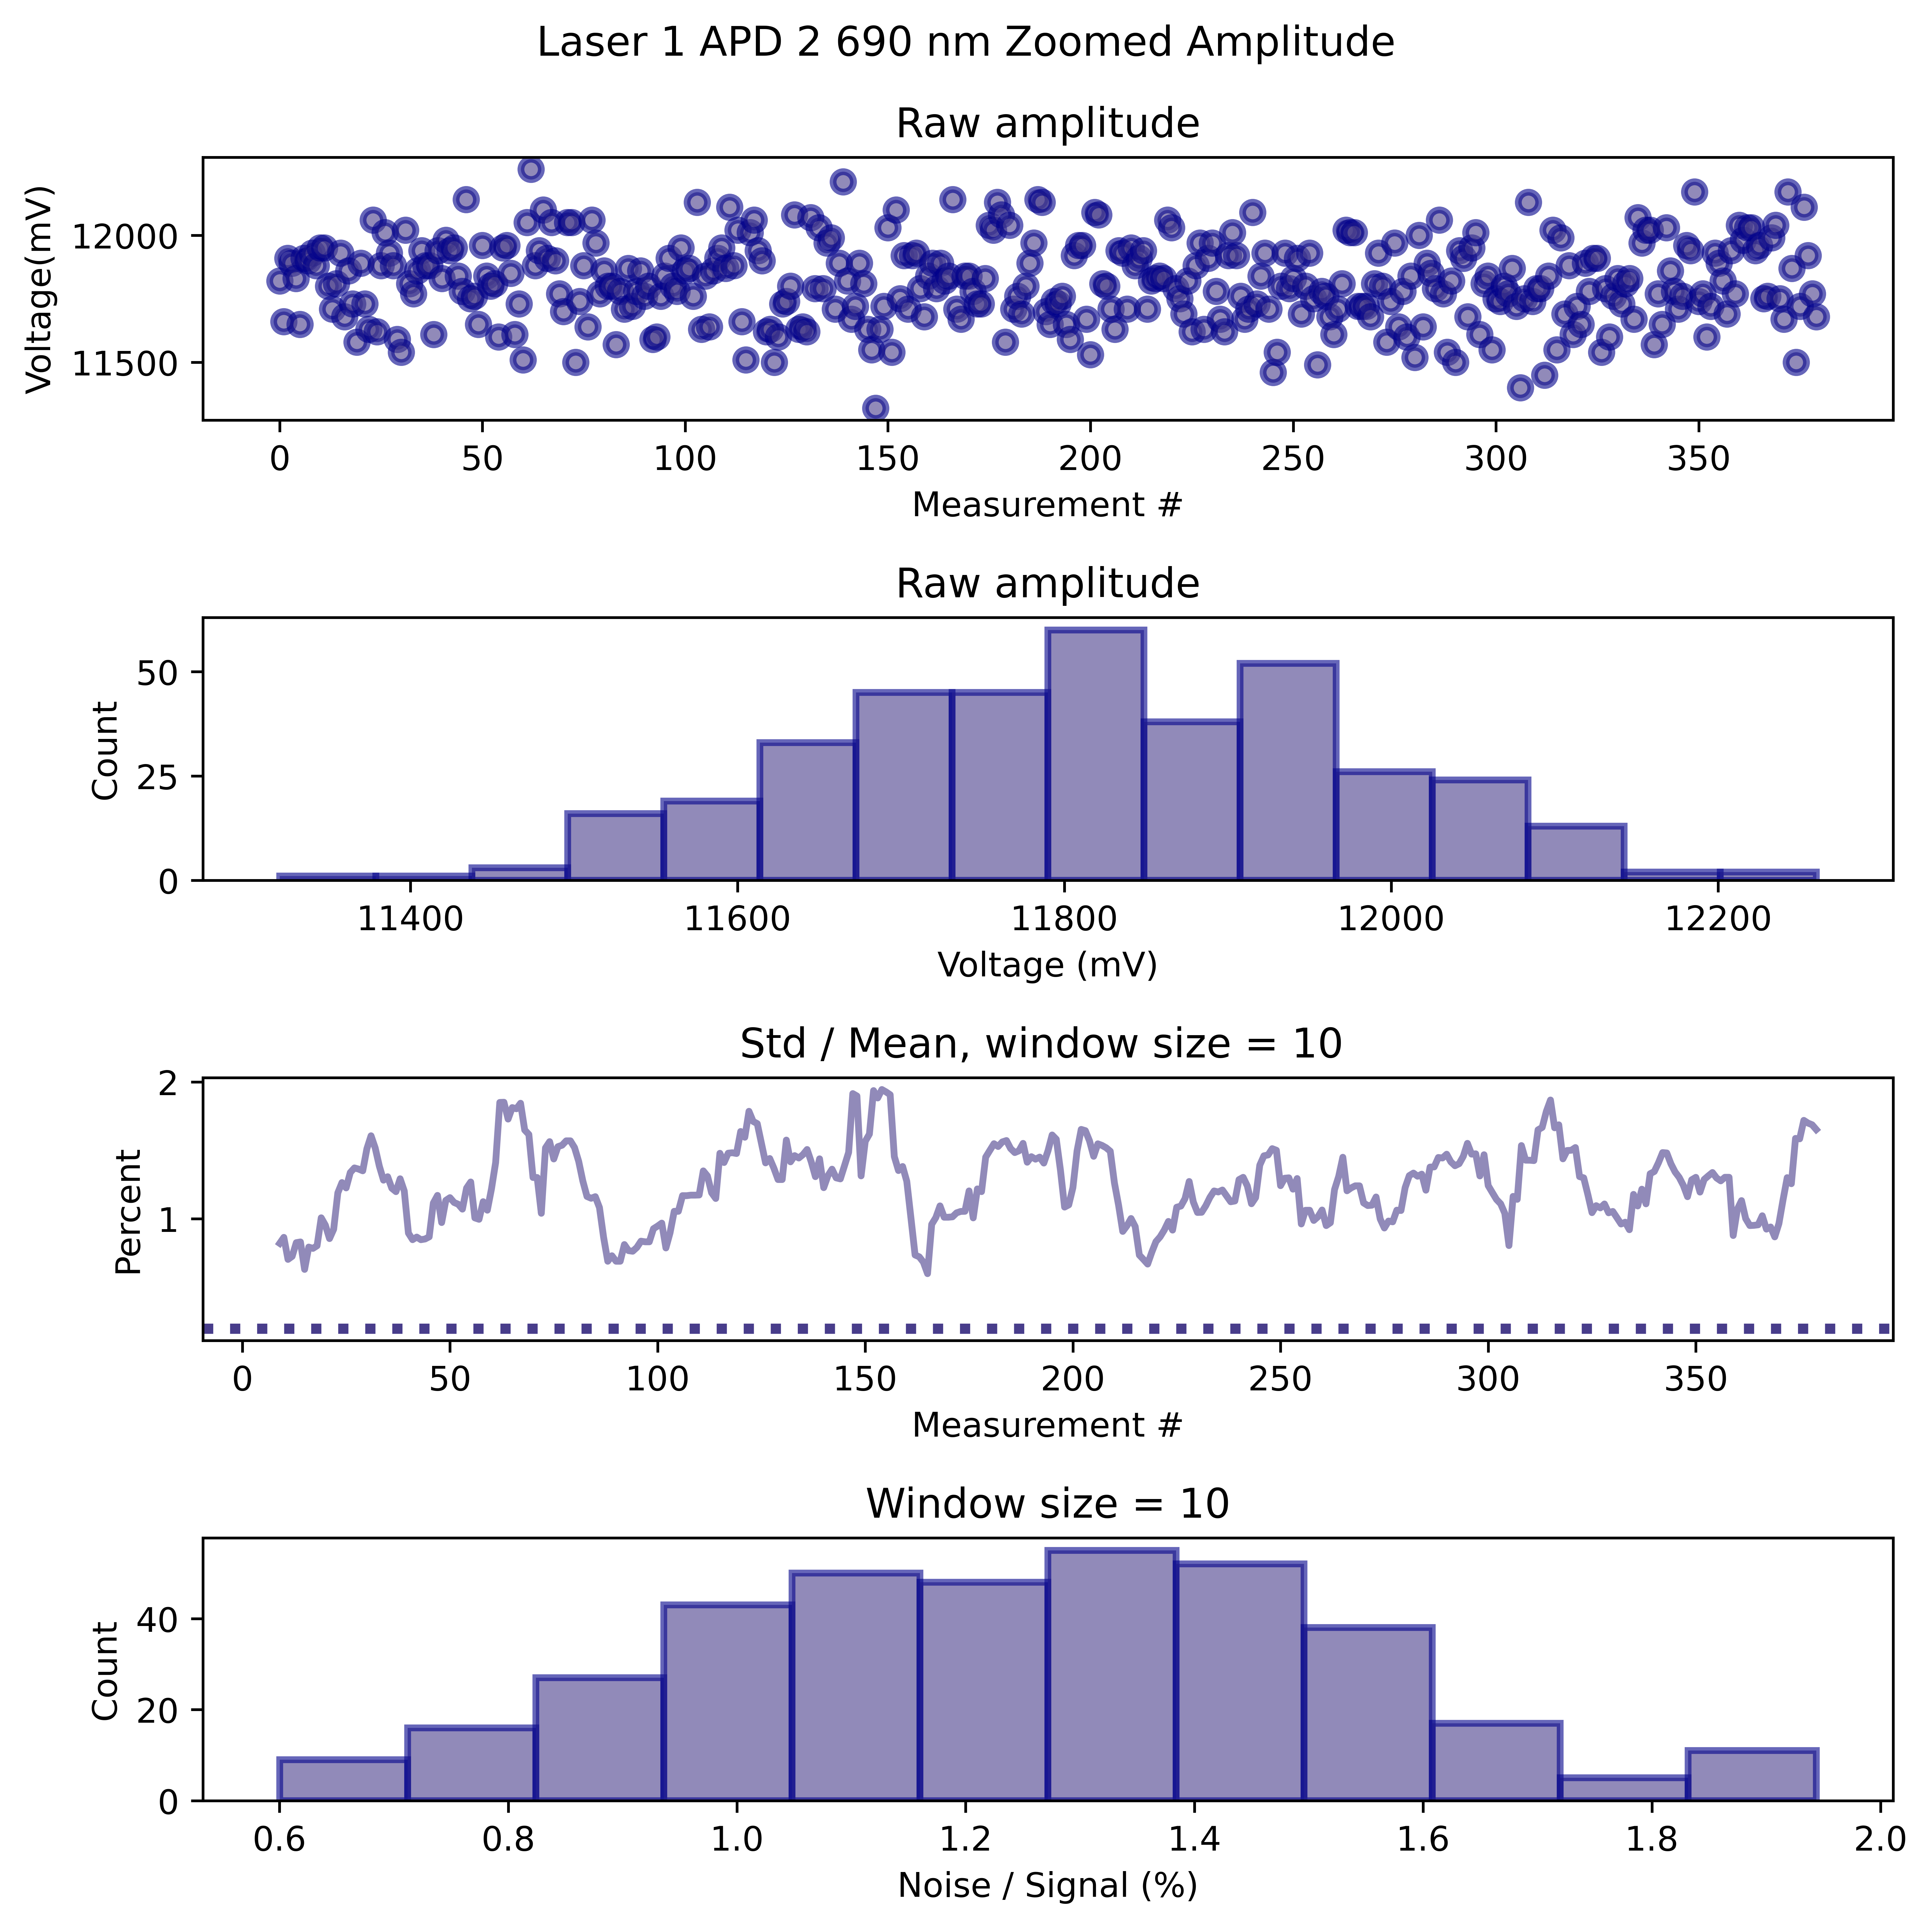 Laser 1 APD 2 690 nm Zoomed Amplitude
Raw amplitude
Voltage(mV)
12000
11500
0 50 100 150 200 250 300 350
Measurement #
Raw amplitude
Count
50
25
0
11400 11600 11800 12000 12200
Voltage (mV)
Std / Mean, window size = 10
Percent
2
1
0 50 100 150 200 250 300 350
Measurement #
Window size = 10
Count
40
20
0
0.6 0.8 1.0 1.2 1.4 1.6 1.8 2.0
Noise / Signal (%)